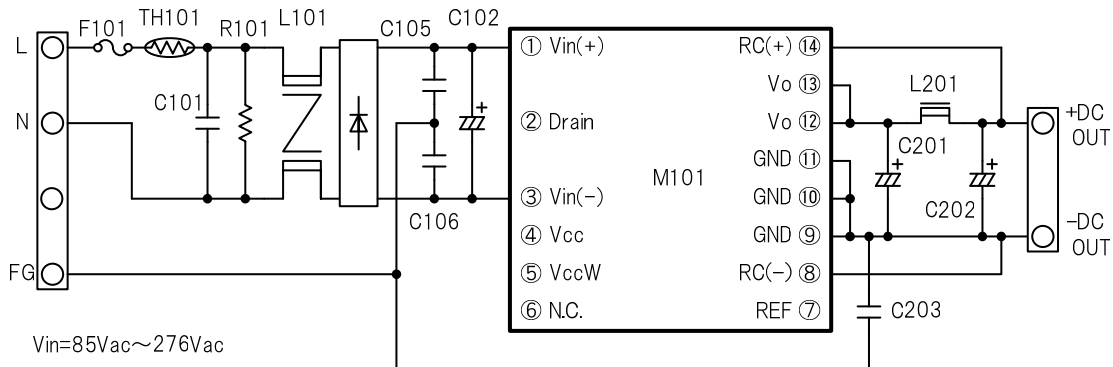 L
F101
TH101
R101
L101
C105
C102
C101
N
C106
FG
Vin=85Vac～276Vac
① Vin(+)
② Drain
③ Vin(-)
④ Vcc
⑤ VccW
⑥ N.C.
M101
RC(+) ⑭
Vo ⑬
Vo ⑫
GND ⑪
GND ⑩
GND ⑨
RC(-) ⑧
REF ⑦
L201
C201
C202
C203
+DC
OUT
-DC
OUT